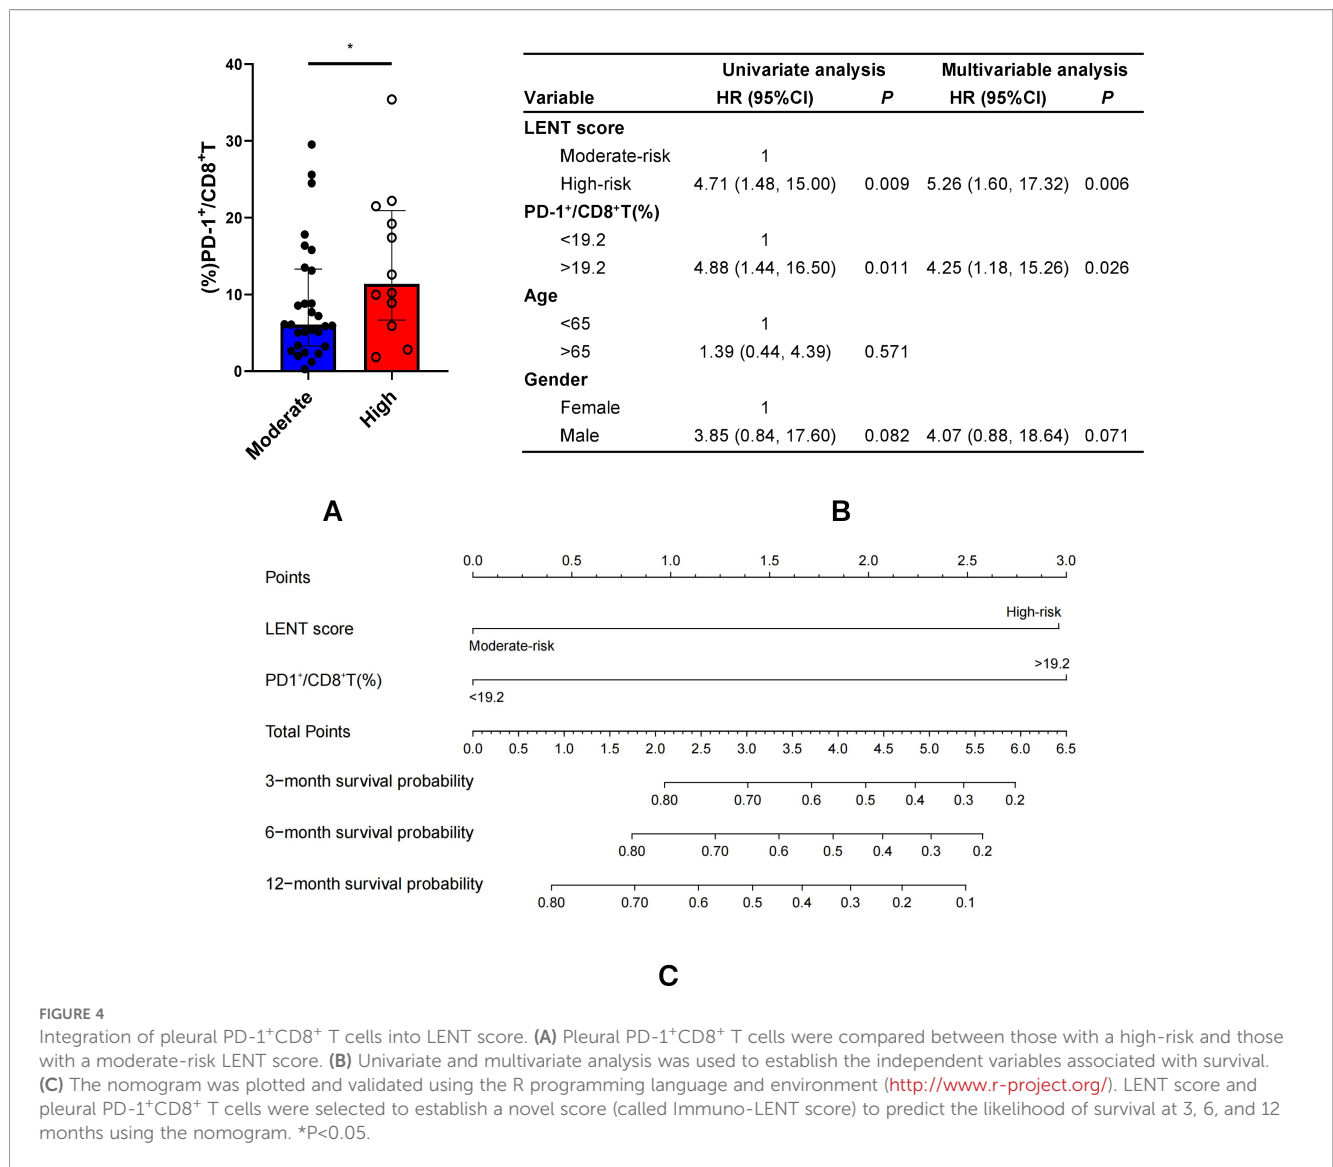 *
40
30
20
10
0
(%)PD-1⁺/CD8⁺T
Moderate
High
A
Univariate analysis Multivariable analysis
Variable HR (95%CI) P HR (95%CI) P
LENT score
Moderate-risk 1
High-risk 4.71 (1.48, 15.00) 0.009 5.26 (1.60, 17.32) 0.006
PD-1⁺/CD8⁺T(%)
<19.2 1
>19.2 4.88 (1.44, 16.50) 0.011 4.25 (1.18, 15.26) 0.026
Age
<65 1
>65 1.39 (0.44, 4.39) 0.571
Gender
Female 1
Male 3.85 (0.84, 17.60) 0.082 4.07 (0.88, 18.64) 0.071
B
0.0 0.5 1.0 1.5 2.0 2.5 3.0
Points
High-risk
LENT score
Moderate-risk
>19.2
PD1⁺/CD8⁺T(%)
<19.2
Total Points
0.0 0.5 1.0 1.5 2.0 2.5 3.0 3.5 4.0 4.5 5.0 5.5 6.0 6.5
3−month survival probability
0.80 0.70 0.6 0.5 0.4 0.3 0.2
6−month survival probability
0.80 0.70 0.6 0.5 0.4 0.3 0.2
12−month survival probability
0.80 0.70 0.6 0.5 0.4 0.3 0.2 0.1
C
FIGURE 4
Integration of pleural PD-1⁺CD8⁺ T cells into LENT score. (A) Pleural PD-1⁺CD8⁺ T cells were compared between those with a high-risk and those
with a moderate-risk LENT score. (B) Univariate and multivariate analysis was used to establish the independent variables associated with survival.
(C) The nomogram was plotted and validated using the R programming language and environment (http://www.r-project.org/). LENT score and
pleural PD-1⁺CD8⁺ T cells were selected to establish a novel score (called Immuno-LENT score) to predict the likelihood of survival at 3, 6, and 12
months using the nomogram. *P<0.05.